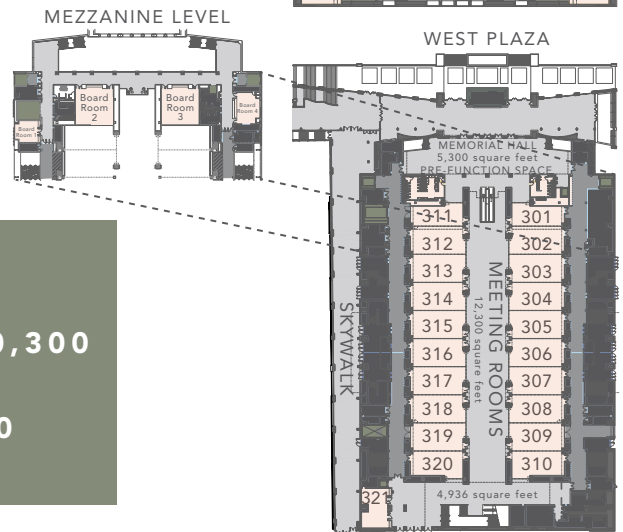 MEZZANINE LEVEL
Board
Room
2
Board
Room
3
Board
Room 4
Board
Room 1
WEST PLAZA
MEMORIAL HALL
5,300 square feet
PRE-FUNCTION SPACE
311
301
312
302
313
303
314
304
315
305
316
306
317
307
318
308
319
309
320
310
321
MEETING ROOMS
12,300 square feet
SKYWALK
4,936 square feet
,300